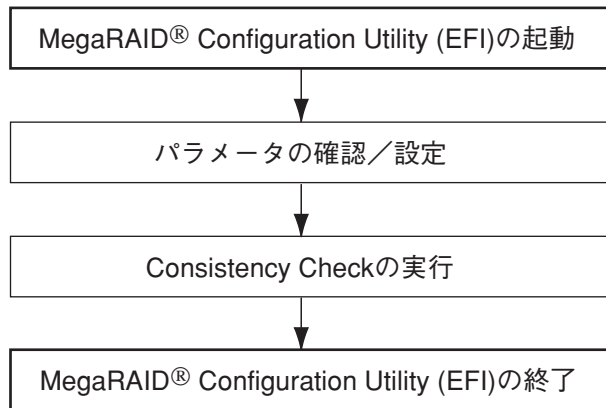 MegaRAID® Configuration Utility (EFI)の起動
パラメータの確認／設定
Consistency Checkの実行
MegaRAID® Configuration Utility (EFI)の終了